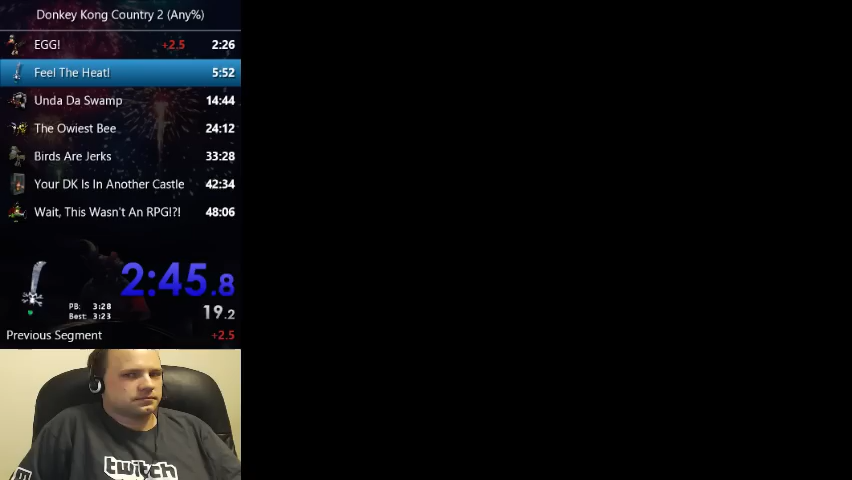 Donkey Kong Country 2 (Any%)
EGG! +2.5 2:26
Feel The Heat! 5:52
Unda Da Swamp 14:44
The Owiest Bee 24:12
Birds Are Jerks 33:28
Your DK Is In Another Castle 42:34
Wait, This Wasn't An RPG!?! 48:06
2:45.8
PB: 3:28 19.2
Best: 3:23
Previous Segment +2.5
twitch